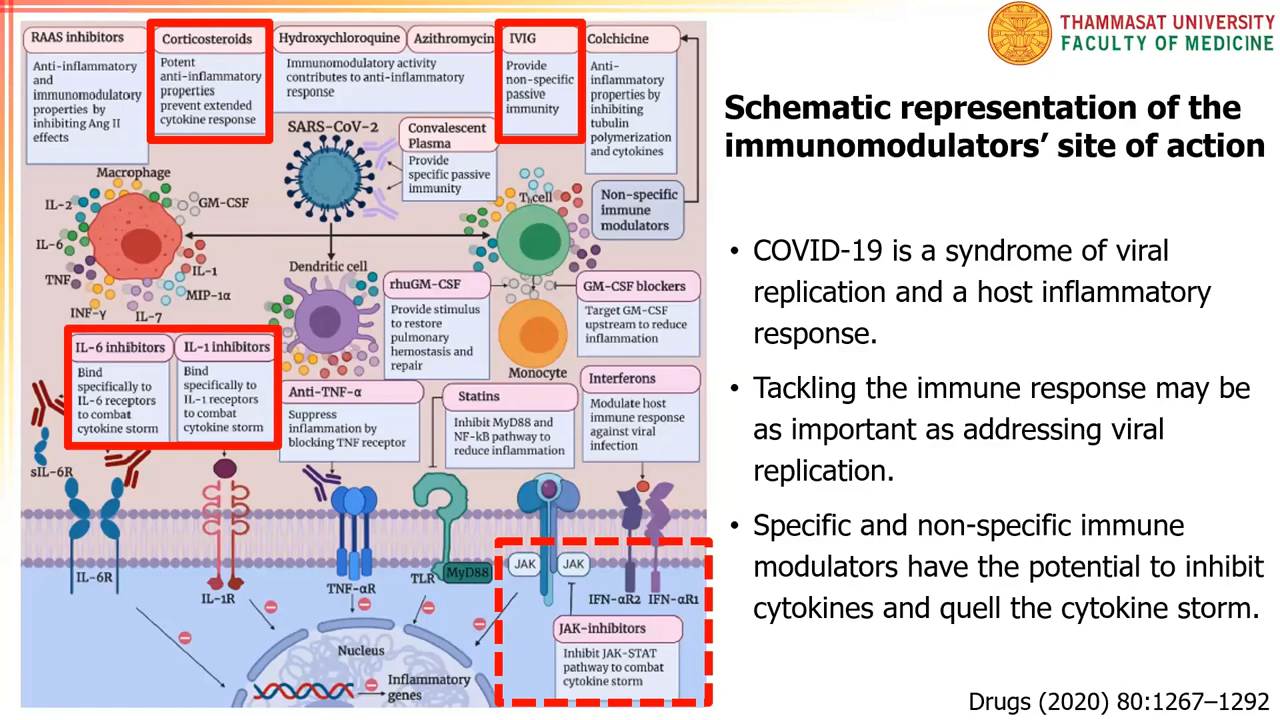 THAMMASAT UNIVERSITY
FACULTY OF MEDICINE
Schematic representation of the
immunomodulators' site of action
• COVID-19 is a syndrome of viral
replication and a host inflammatory
response.
• Tackling the immune response may be
as important as addressing viral
replication.
• Specific and non-specific immune
modulators have the potential to inhibit
cytokines and quell the cytokine storm.
Drugs (2020) 80:1267–1292
RAAS inhibitors
Anti-inflammatory
and
immunomodulatory
properties by
inhibiting Ang II
effects
Corticosteroids
Potent
anti-inflammatory
properties
prevent extended
cytokine response
Hydroxychloroquine
Azithromycin
Immunomodulatory activity
contributes to anti-inflammatory
response
IVIG
Provide
non-specific
passive
immunity
Colchicine
Anti-
inflammatory
properties by
inhibiting
tubulin
polymerization
and cytokines
SARS-CoV-2
Convalescent
Plasma
Provide
specific passive
immunity
Non-specific
immune
modulators
Macrophage
IL-2
GM-CSF
IL-6
TNF
IL-1
MIP-1α
INF-γ
IL-7
Thcell
Dendritic cell
rhuGM-CSF
Provide stimulus
to restore
pulmonary
hemostasis and
repair
GM-CSF blockers
Target GM-CSF
upstream to reduce
inflammation
Monocyte
IL-6 inhibitors
Bind
specifically to
IL-6 receptors
to combat
cytokine storm
IL-1 inhibitors
Bind
specifically to
IL-1 receptors
to combat
cytokine storm
Anti-TNF-α
Suppress
inflammation by
blocking TNF receptor
Statins
Inhibit MyD88 and
NF-kB pathway to
reduce inflammation
Interferons
Modulate host
immune response
against viral
infection
sIL-6R
IL-6R
IL-1R
TNF-αR
TLR
MyD88
JAK
JAK
IFN-αR2
IFN-αR1
JAK-inhibitors
Inhibit JAK-STAT
pathway to combat
cytokine storm
Nucleus
Inflammatory
genes